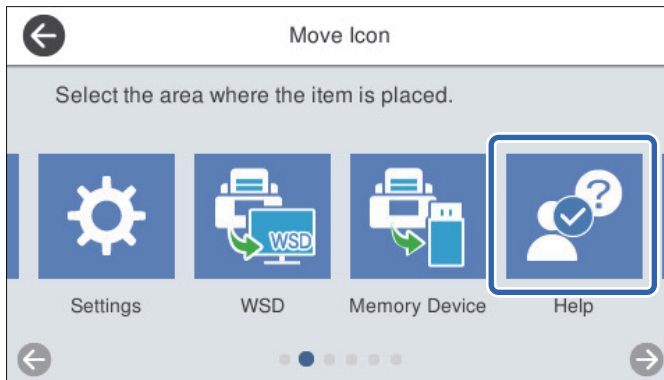 Move Icon
Select the area where the item is placed.
WSD
?
Settings
WSD
Memory Device
Help